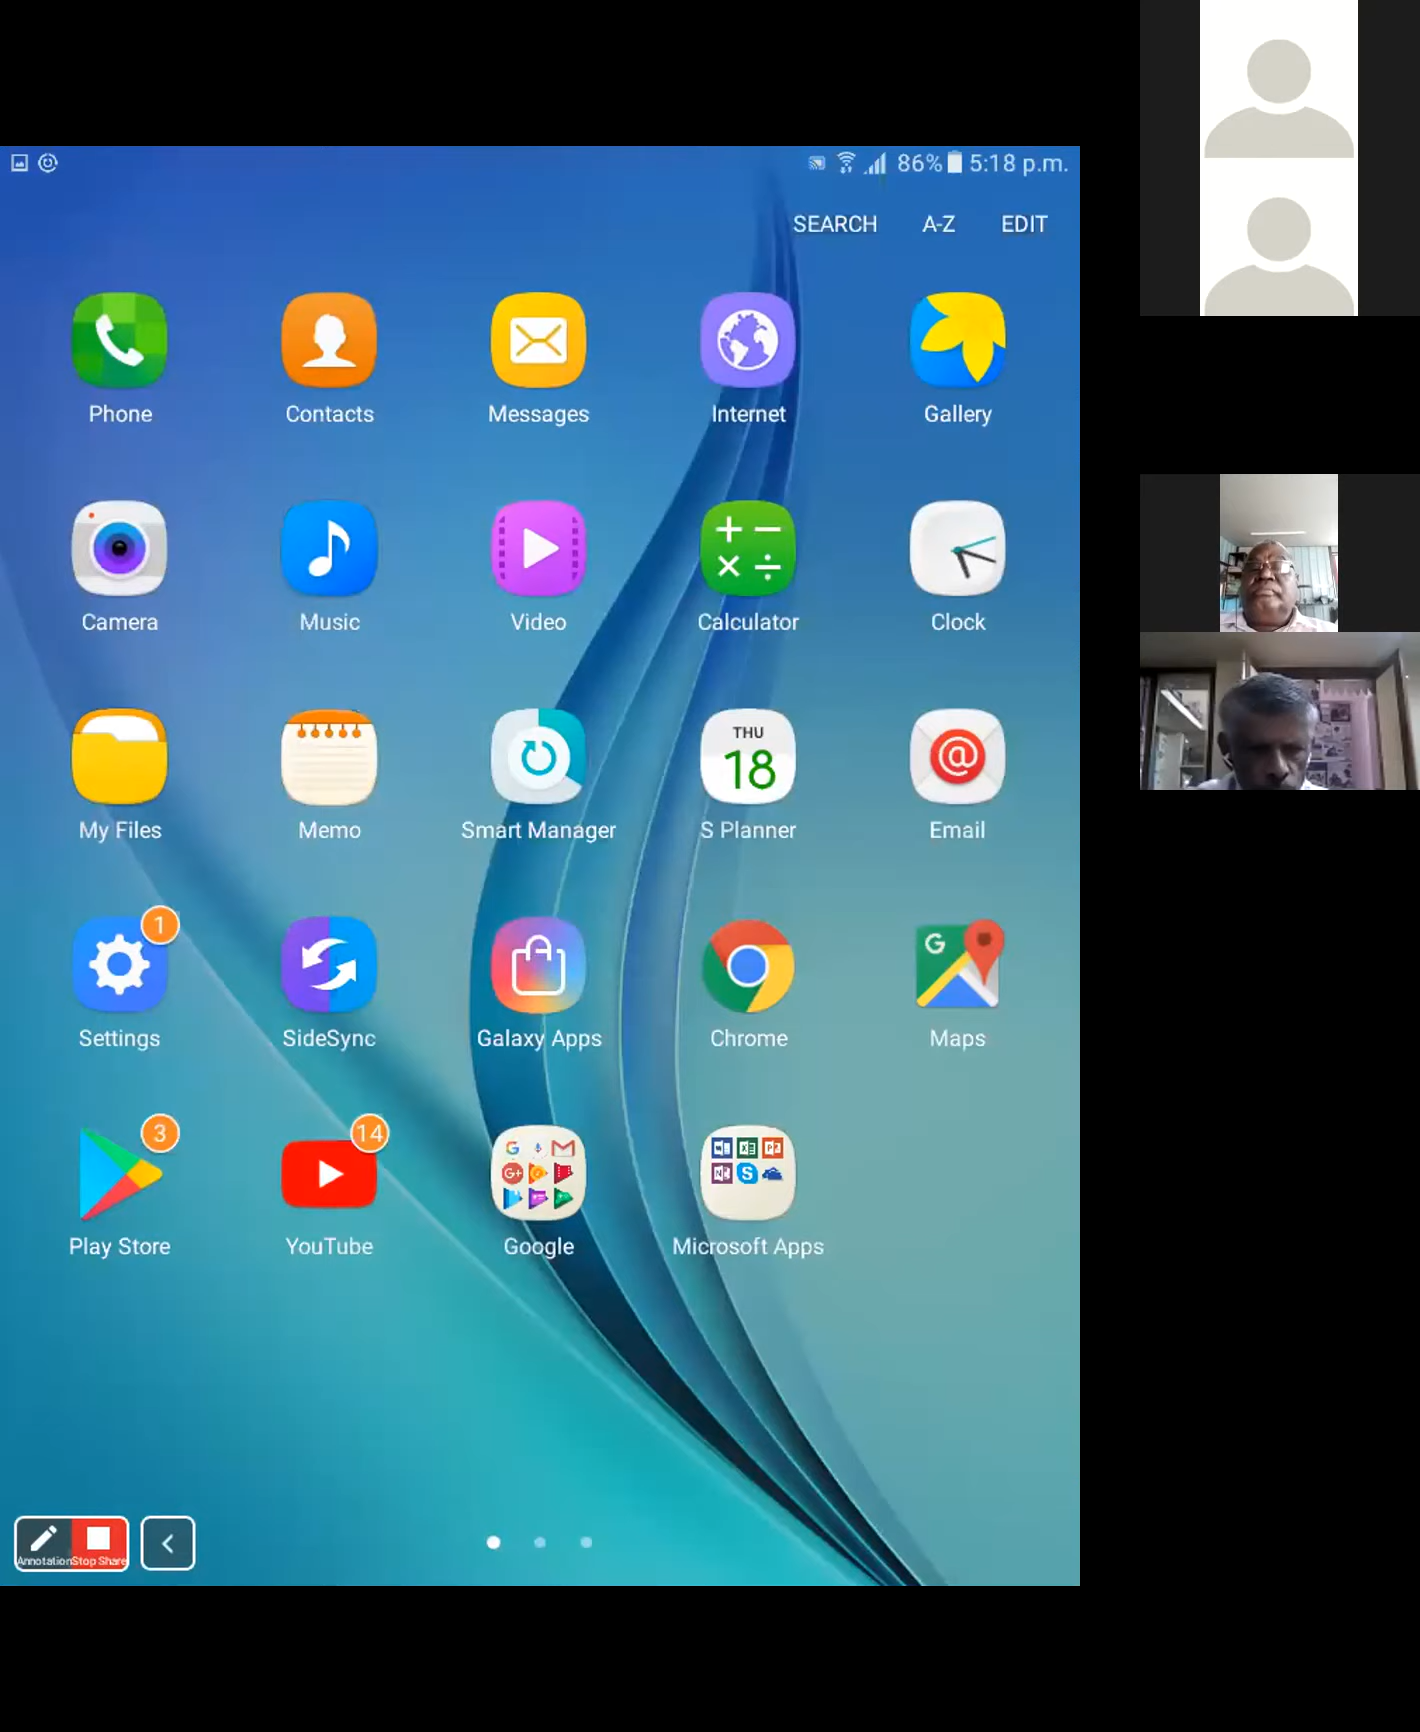 86% 5:18 p.m.
SEARCH A-Z EDIT
Phone Contacts Messages Internet Gallery
Camera Music Video Calculator Clock
THU
18
My Files Memo Smart Manager S Planner Email
1
G
Settings SideSync Galaxy Apps Chrome Maps
3 14
Play Store YouTube Google Microsoft Apps
Annotation Stop Share